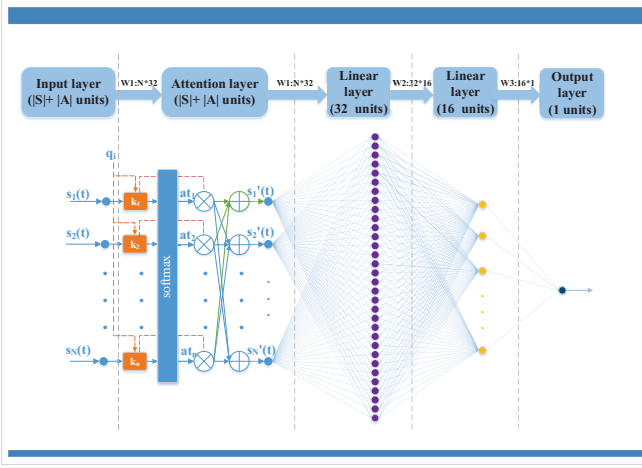 Input layer
(|S|+ |A| units)
W1:N*32
Attention layer
(|S|+ |A| units)
W1:N*32
Linear
layer
(32 units)
W2:32*16
Linear
layer
(16 units)
W3:16*1
Output
layer
(1 units)
qi
s1(t)
k1
at1
s1'(t)
s2(t)
k2
at2
s2'(t)
softmax
sN(t)
kn
atn
sN'(t)